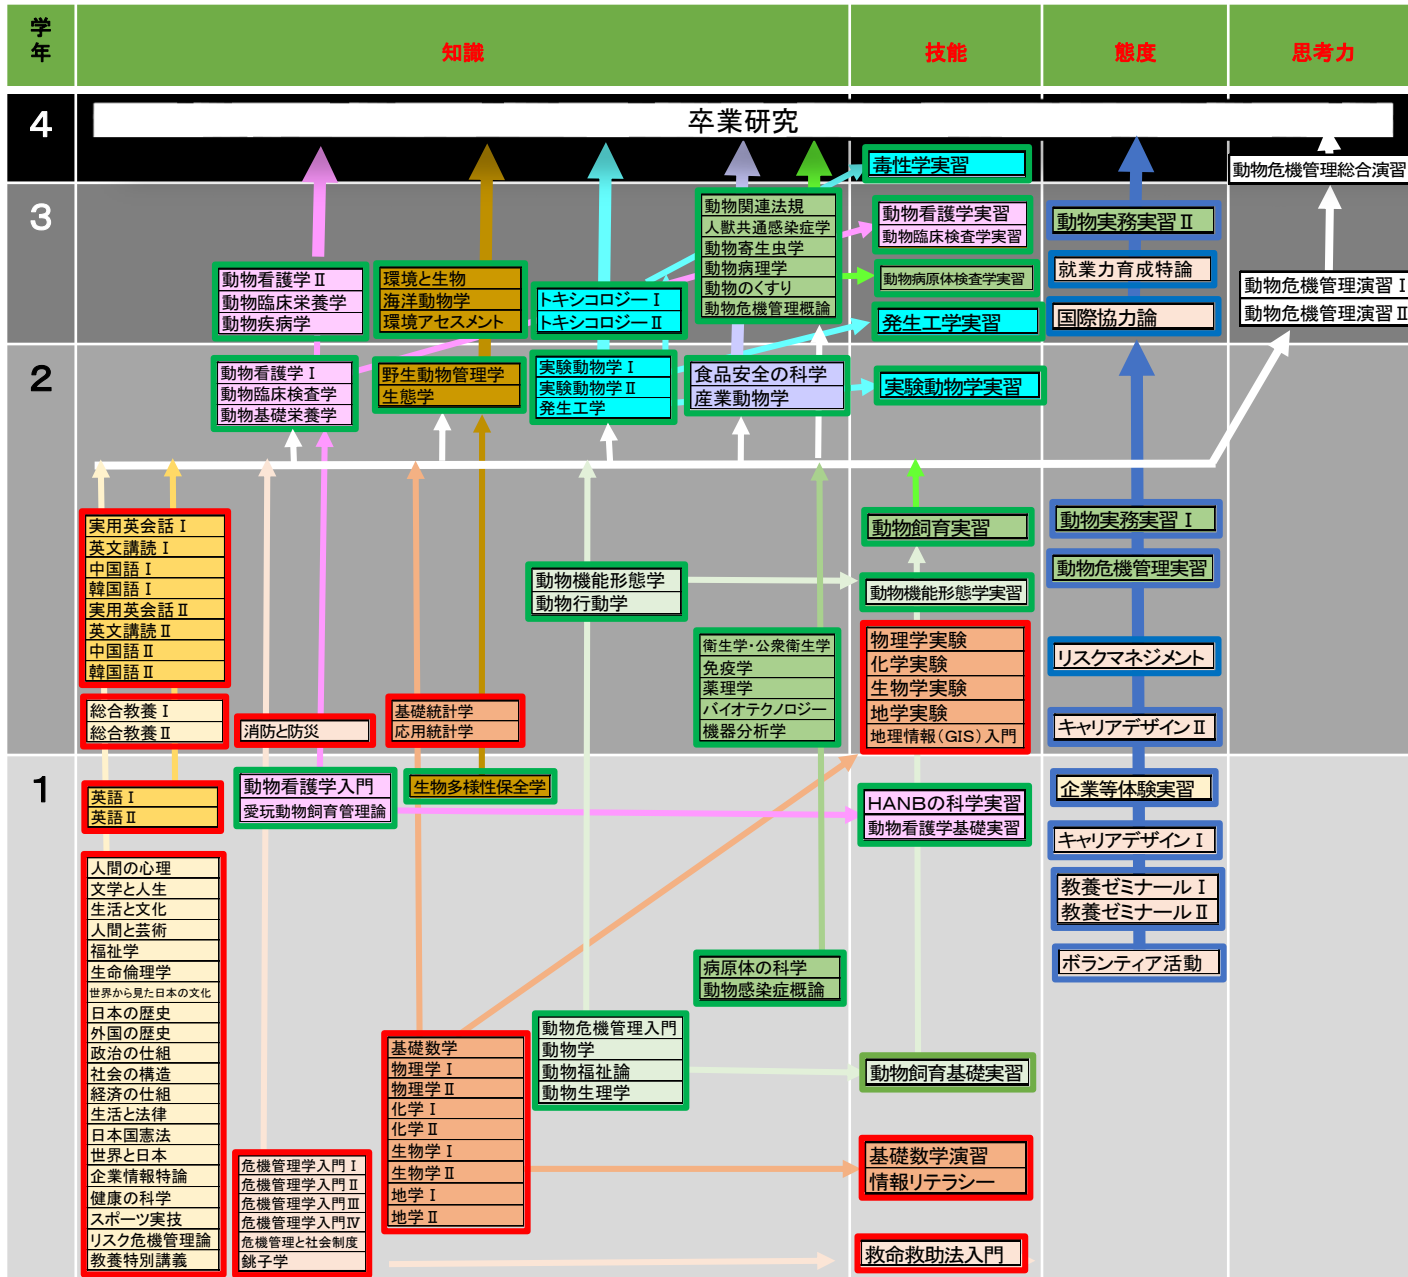 学
年
知識
技能
態度
思考力
4
卒業研究
毒性学実習
動物危機管理総合演習
3
動物看護学Ⅱ
動物臨床栄養学
動物疾病学
環境と生物
海洋動物学
環境アセスメント
トキシコロジーⅠ
トキシコロジーⅡ
動物関連法規
人獣共通感染症学
動物寄生虫学
動物病理学
動物のくすり
動物危機管理概論
動物看護学実習
動物臨床検査学実習
動物病原体検査学実習
発生工学実習
動物実務実習Ⅱ
就業力育成特論
国際協力論
動物危機管理演習Ⅰ
動物危機管理演習Ⅱ
2
動物看護学Ⅰ
動物臨床検査学
動物基礎栄養学
野生動物管理学
生態学
実験動物学Ⅰ
実験動物学Ⅱ
発生工学
食品安全の科学
産業動物学
実験動物学実習
実用英会話Ⅰ
英文講読Ⅰ
中国語Ⅰ
韓国語Ⅰ
実用英会話Ⅱ
英文講読Ⅱ
中国語Ⅱ
韓国語Ⅱ
総合教養Ⅰ
総合教養Ⅱ
消防と防災
基礎統計学
応用統計学
動物機能形態学
動物行動学
衛生学・公衆衛生学
免疫学
薬理学
バイオテクノロジー
機器分析学
動物飼育実習
動物機能形態学実習
物理学実験
化学実験
生物学実験
地学実験
地理情報(GIS)入門
動物実務実習Ⅰ
動物危機管理実習
リスクマネジメント
キャリアデザインⅡ
1
英語Ⅰ
英語Ⅱ
動物看護学入門
愛玩動物飼育管理論
生物多様性保全学
HANBの科学実習
動物看護学基礎実習
企業等体験実習
キャリアデザインⅠ
教養ゼミナールⅠ
教養ゼミナールⅡ
ボランティア活動
人間の心理
文学と人生
生活と文化
人間と芸術
福祉学
生命倫理学
世界から見た日本の文化
日本の歴史
外国の歴史
政治の仕組
社会の構造
経済の仕組
生活と法律
日本国憲法
世界と日本
企業情報特論
健康の科学
スポーツ実技
リスク危機管理論
教養特別講義
危機管理学入門Ⅰ
危機管理学入門Ⅱ
危機管理学入門Ⅲ
危機管理学入門Ⅳ
危機管理と社会制度
銚子学
基礎数学
物理学Ⅰ
物理学Ⅱ
化学Ⅰ
化学Ⅱ
生物学Ⅰ
生物学Ⅱ
地学Ⅰ
地学Ⅱ
動物危機管理入門
動物学
動物福祉論
動物生理学
病原体の科学
動物感染症概論
動物飼育基礎実習
基礎数学演習
情報リテラシー
救命救助法入門